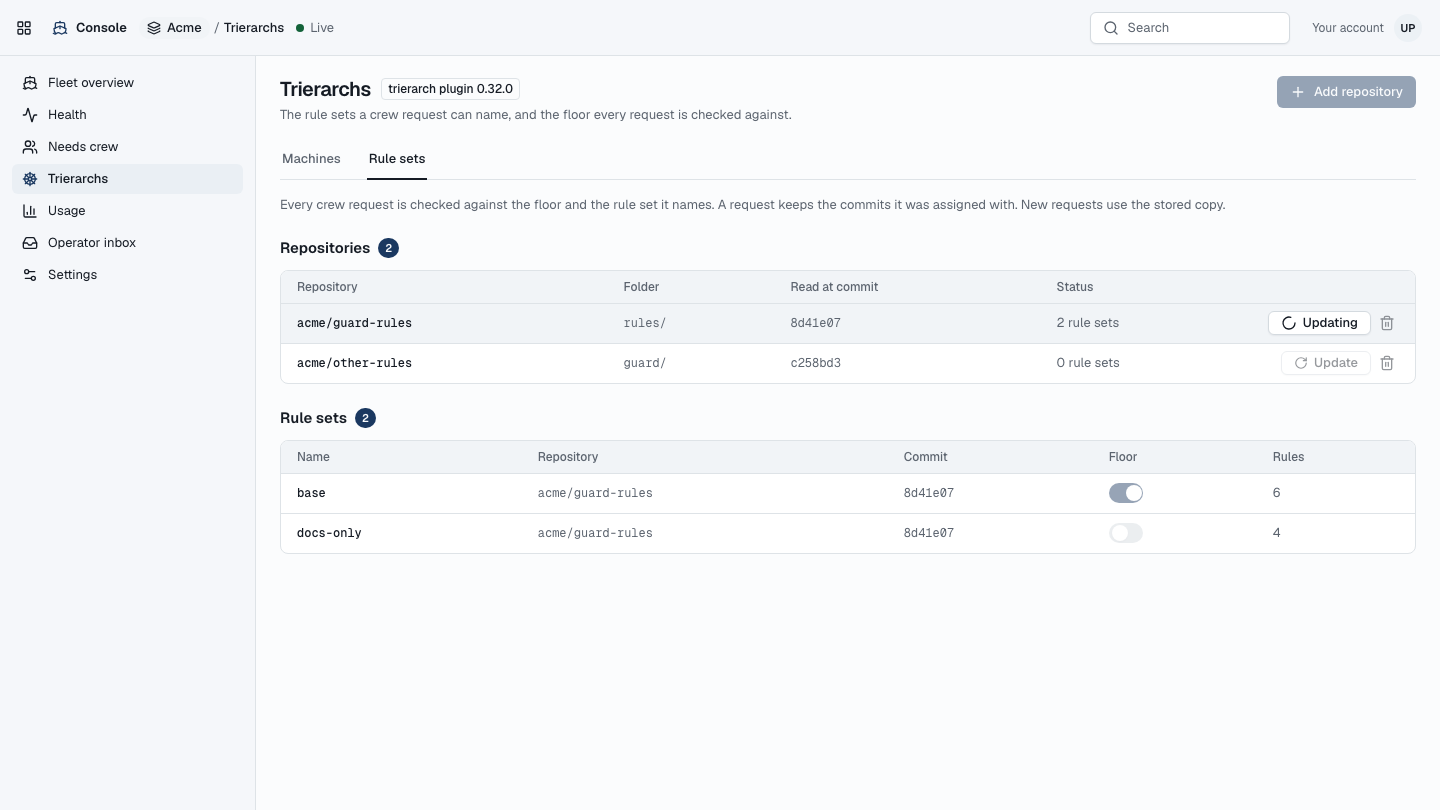 Console
Acme / Trierarchs
Live
Search
Your account UP
Fleet overview
Health
Needs crew
Trierarchs
Usage
Operator inbox
Settings
Trierarchs trierarch plugin 0.32.0
Add repository
The rule sets a crew request can name, and the floor every request is checked against.
Machines Rule sets
Every crew request is checked against the floor and the rule set it names. A request keeps the commits it was assigned with. New requests use the stored copy.
Repositories 2
Repository Folder Read at commit Status
acme/guard-rules rules/ 8d41e07 2 rule sets Updating
acme/other-rules guard/ c258bd3 0 rule sets Update
Rule sets 2
Name Repository Commit Floor Rules
base acme/guard-rules 8d41e07 6
docs-only acme/guard-rules 8d41e07 4